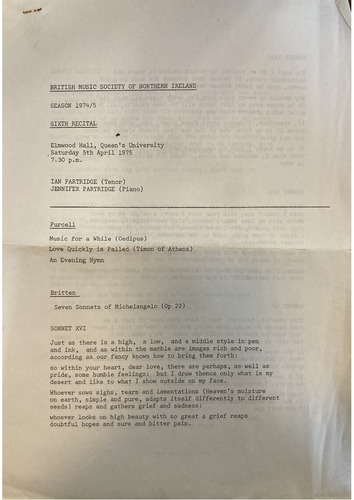 BRITISH MUSIC SOCIETY OF NORTHERN IRELAND
SEASON 1974/5
SIXTH RECITAL
Elmwood Hall, Queen's University
Saturday 5th April 1975
7.30 p.m.
IAN PARTRIDGE (Tenor)
JENNIFER PARTRIDGE (Piano)
Purcell
Music for a While (Oedipus)
Love Quickly is Palled (Timon of Athens)
An Evening Hymn
Britten
Seven Sonnets of Michelangelo (Op 22)
SONNET XVI
Just as there is a high, a low, and a middle style in pen
and ink, and as within the marble are images rich and poor,
according as our fancy knows how to bring them forth:
so within your heart, dear love, there are perhaps, as well as
pride, some humble feelings: but I draw thence only what is my
desert and like to what I show outside on my face.
Whoever sows sighs, tears and lamentations (Heaven's moisture
on earth, simple and pure, adapts itself differently to different
seeds) reaps and gathers grief and sadness:
whoever looks on high beauty with so great a grief reaps
doubtful hopes and sure and bitter pain.